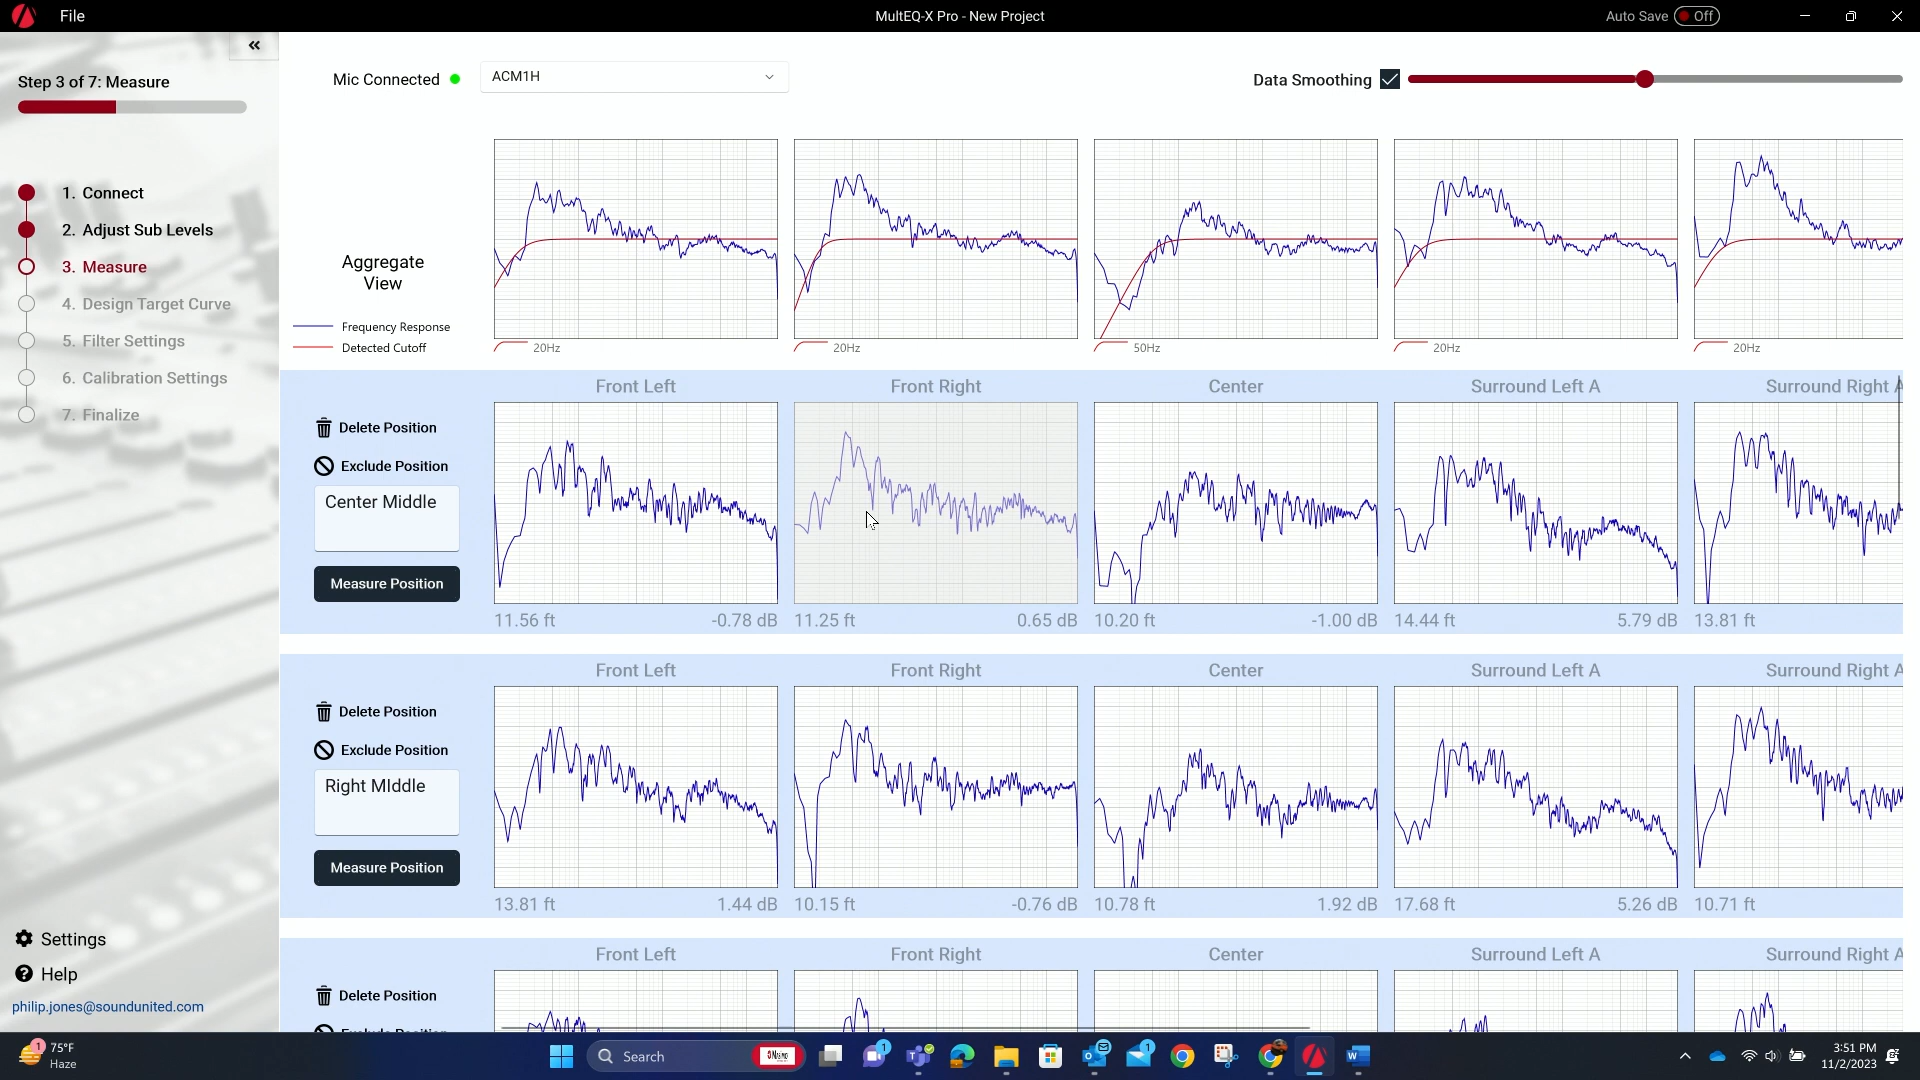 File
MultEQ-X Pro - New Project
Auto Save
Off
Step 3 of 7: Measure
Mic Connected
ACM1H
Data Smoothing
1. Connect
2. Adjust Sub Levels
3. Measure
4. Design Target Curve
5. Filter Settings
6. Calibration Settings
7. Finalize
Aggregate
View
Frequency Response
Detected Cutoff
20Hz
20Hz
50Hz
20Hz
20Hz
Front Left
Front Right
Center
Surround Left A
Surround Right A
Delete Position
Exclude Position
Center Middle
Measure Position
11.56 ft
-0.78 dB
11.25 ft
0.65 dB
10.20 ft
-1.00 dB
14.44 ft
5.79 dB
13.81 ft
Front Left
Front Right
Center
Surround Left A
Surround Right A
Delete Position
Exclude Position
Right MIddle
Measure Position
13.81 ft
1.44 dB
10.15 ft
-0.76 dB
10.78 ft
1.92 dB
17.68 ft
5.26 dB
10.71 ft
Front Left
Front Right
Center
Surround Left A
Surround Right A
Delete Position
Exclude Position
Settings
Help
philip.jones@soundunited.com
75°F
Haze
Search
3:51 PM
11/2/2023